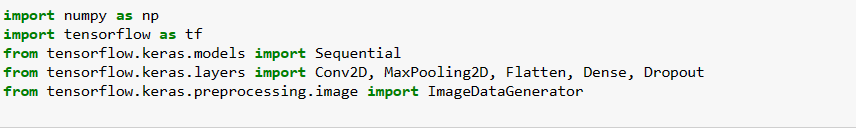 import numpy as np
import tensorflow as tf
from tensorflow.keras.models import Sequential
from tensorflow.keras.layers import Conv2D, MaxPooling2D, Flatten, Dense, Dropout
from tensorflow.keras.preprocessing.image import ImageDataGenerator